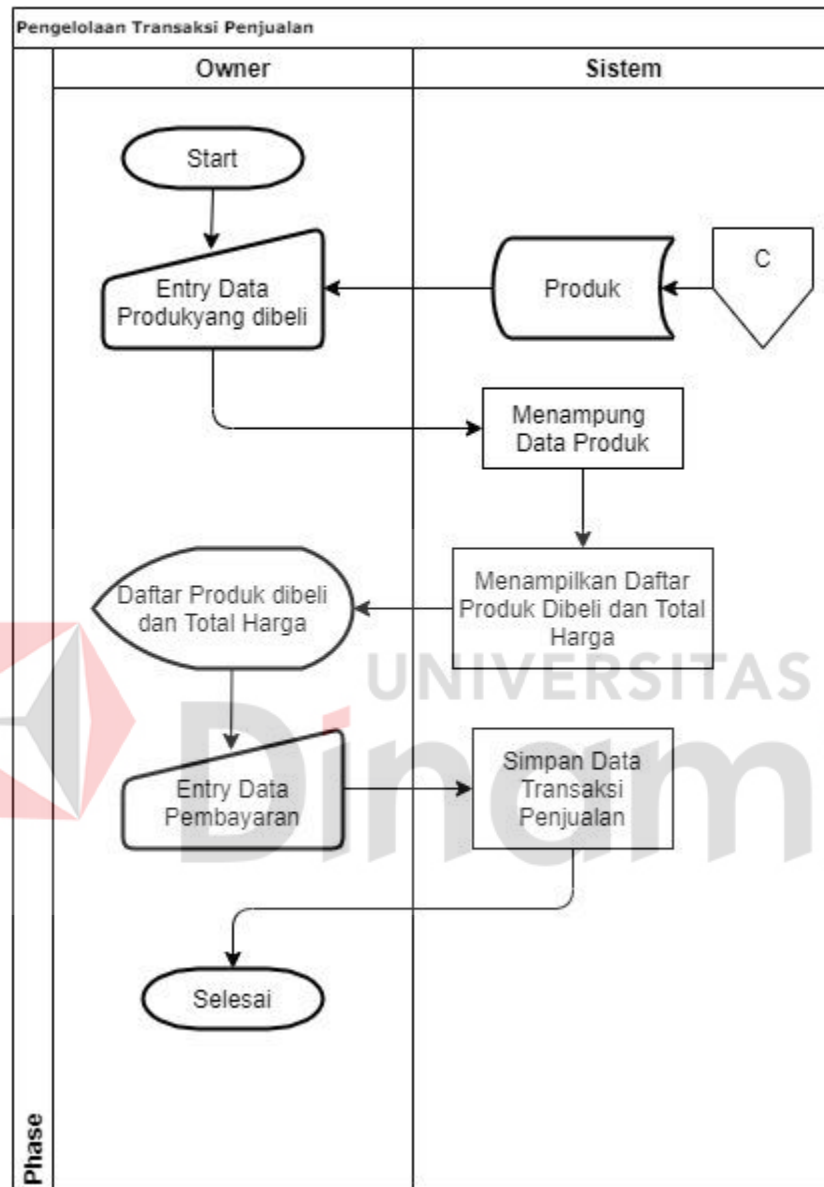 Pengelolaan Transaksi Penjualan
Owner
Sistem
Start
Entry Data
Produkyang dibeli
Produk
C
Menampung
Data Produk
Menampilkan Daftar
Produk Dibeli dan Total
Harga
Daftar Produk dibeli
dan Total Harga
UNIVERSITAS
Dinam
Entry Data
Pembayaran
Simpan Data
Transaksi
Penjualan
Selesai
Phase